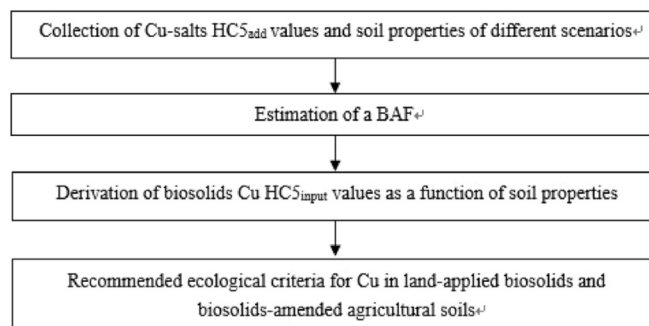 Collection of Cu-salts HC5add values and soil properties of different scenarios↵
Estimation of a BAF↵
Derivation of biosolids Cu HC5input values as a function of soil properties
Recommended ecological criteria for Cu in land-applied biosolids and
biosolids-amended agricultural soils↵